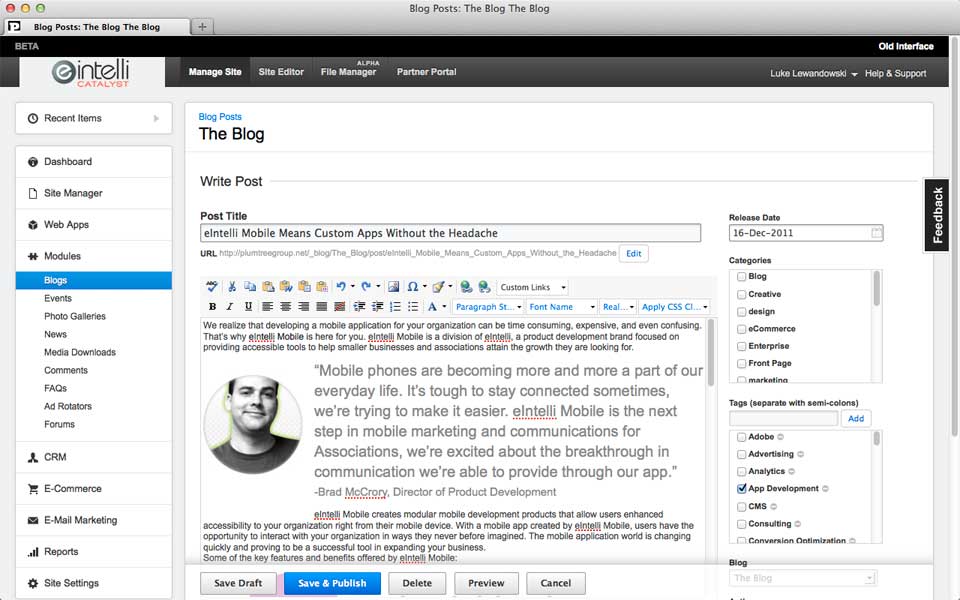 Blog Posts: The Blog The Blog
Blog Posts: The Blog The Blog
BETA
Old Interface
eintelli
CATALYST
Manage Site
Site Editor
ALPHA
File Manager
Partner Portal
Luke Lewandowski
Help & Support
Recent Items
Dashboard
Site Manager
Web Apps
Modules
Blogs
Events
Photo Galleries
News
Media Downloads
Comments
FAQs
Ad Rotators
Forums
CRM
E-Commerce
E-Mail Marketing
Reports
Site Settings
Blog Posts
The Blog
Write Post
Post Title
eIntelli Mobile Means Custom Apps Without the Headache
URL http://plumtreegroup.net/_blog/The_Blog/post/eIntelli_Mobile_Means_Custom_Apps_Without_the_Headache
Edit
Custom Links
B I U
Paragraph St...
Font Name
Real...
Apply CSS Cl...
We realize that developing a mobile application for your organization can be time consuming, expensive, and even confusing.
That's why eIntelli Mobile is here for you. eIntelli Mobile is a division of eIntelli, a product development brand focused on
providing accessible tools to help smaller businesses and associations attain the growth they are looking for.
“Mobile phones are becoming more and more a part of our
everyday life. It’s tough to stay connected sometimes,
we’re trying to make it easier. eIntelli Mobile is the next
step in mobile marketing and communications for
Associations, we’re excited about the breakthrough in
communication we’re able to provide through our app.”
-Brad McCrory, Director of Product Development
eIntelli Mobile creates modular mobile development products that allow users enhanced
accessibility to your organization right from their mobile device. With a mobile app created by eIntelli Mobile, users have the
opportunity to interact with your organization in ways they never before imagined. The mobile application world is changing
quickly and proving to be a successful tool in expanding your business.
Some of the key features and benefits offered by eIntelli Mobile:
Save Draft
Save & Publish
Delete
Preview
Cancel
Release Date
16-Dec-2011
Categories
Blog
Creative
design
eCommerce
Enterprise
Front Page
marketing
Tags (separate with semi-colons)
Add
Adobe
Advertising
Analytics
App Development
CMS
Consulting
Conversion Optimization
Blog
The Blog
Feedback